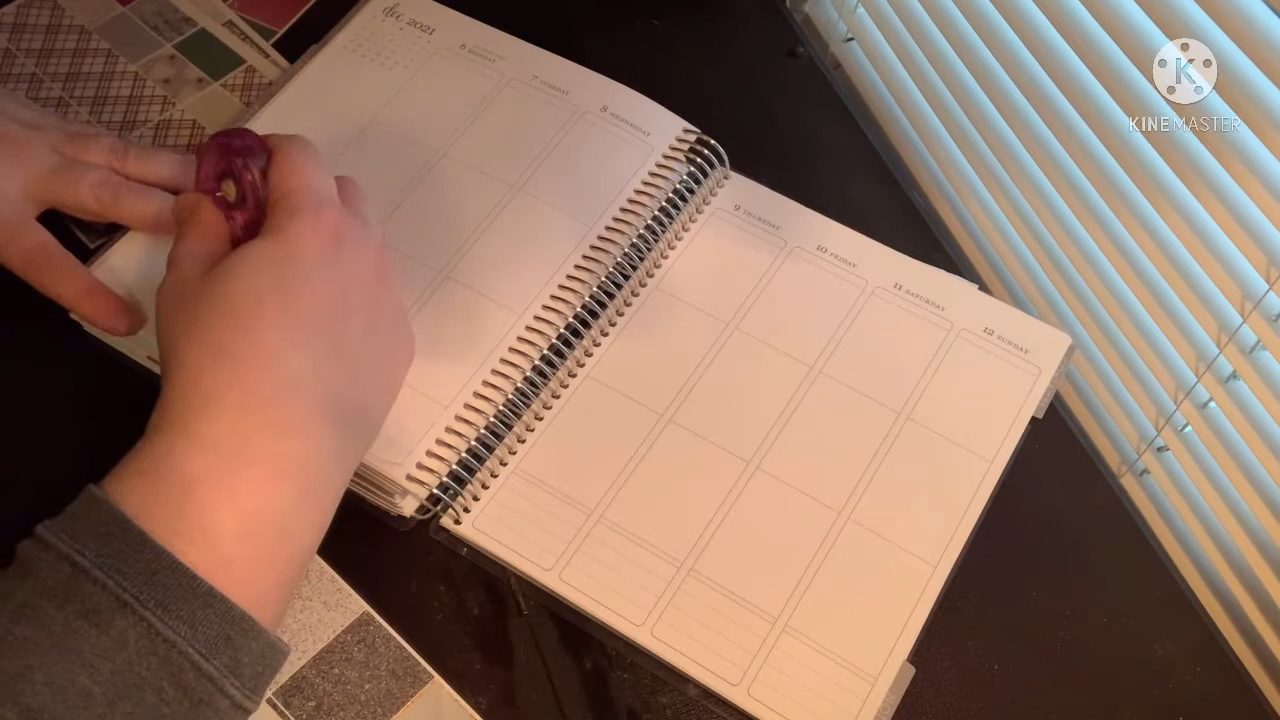 dec 2021
6 MONDAY
7 TUESDAY
8 WEDNESDAY
9 THURSDAY
10 FRIDAY
11 SATURDAY
12 SUNDAY
K
KINEMASTER